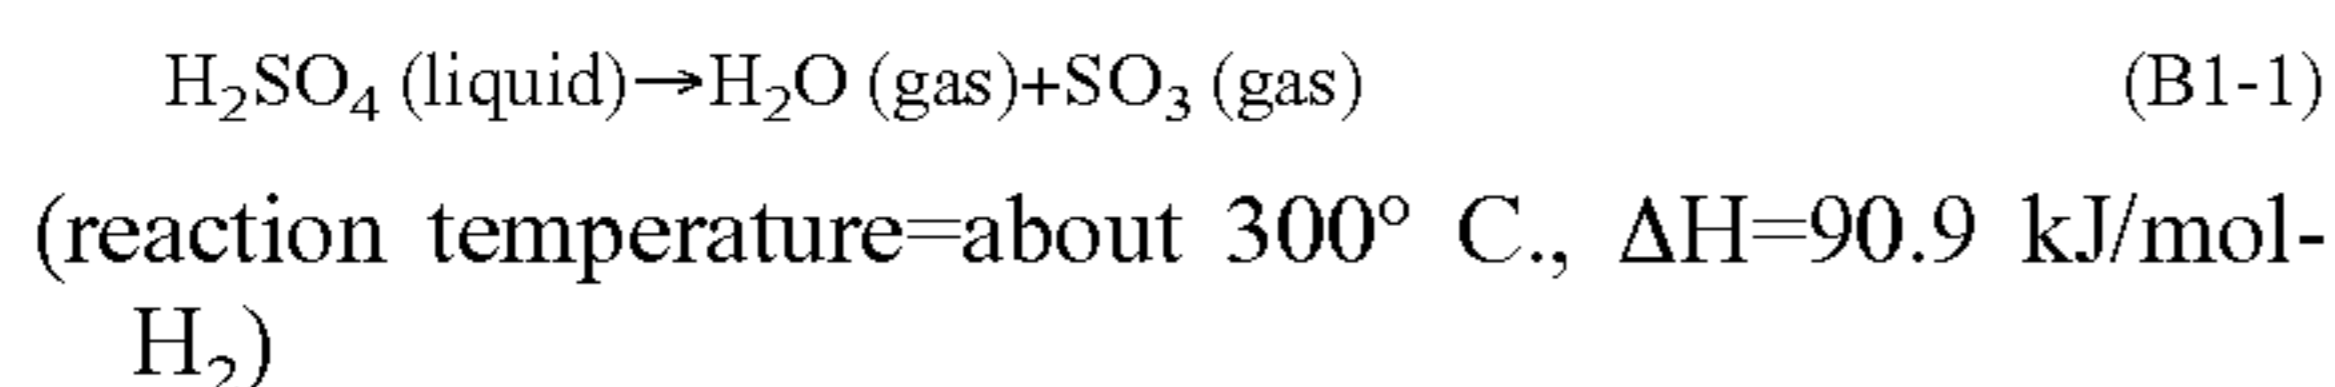 H₂SO₄ (liquid)→H₂O (gas)+SO₃ (gas) (B1-1)
(reaction temperature=about 300° C., ΔH=90.9 kJ/mol-
H₂)